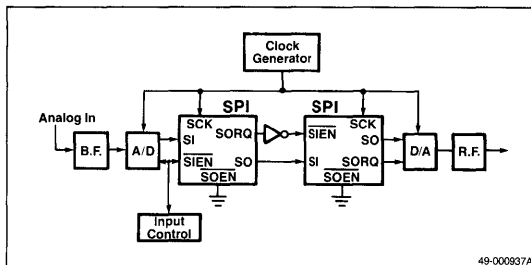 Clock
Generator
SPI
SPI
Analog In
B.F.
A/D
SCK
SI
SORQ
SIEN
SO
SOEN
SCK
SIEN
SO
SI
SORQ
SOEN
D/A
R.F.
Input
Control
49-000937A